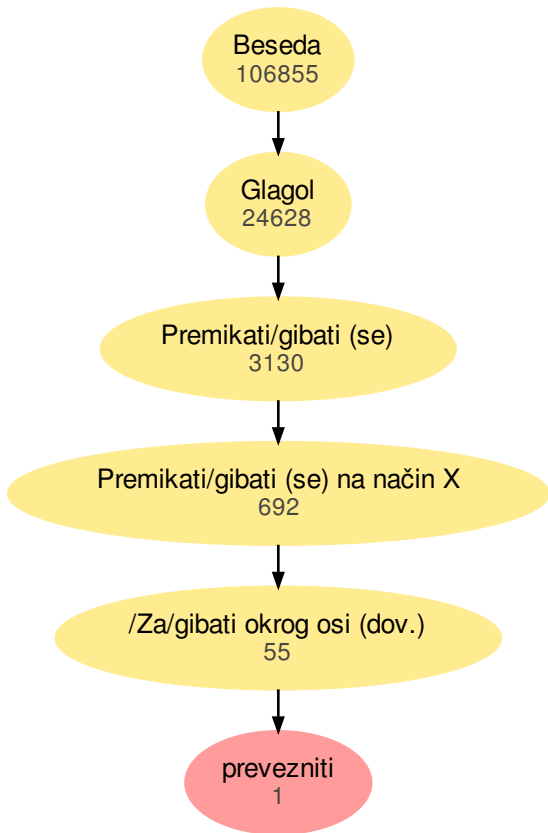 Beseda
106855
Glagol
24628
Premikati/gibati (se)
3130
Premikati/gibati (se) na način X
692
/Za/gibati okrog osi (dov.)
55
prevezniti
1